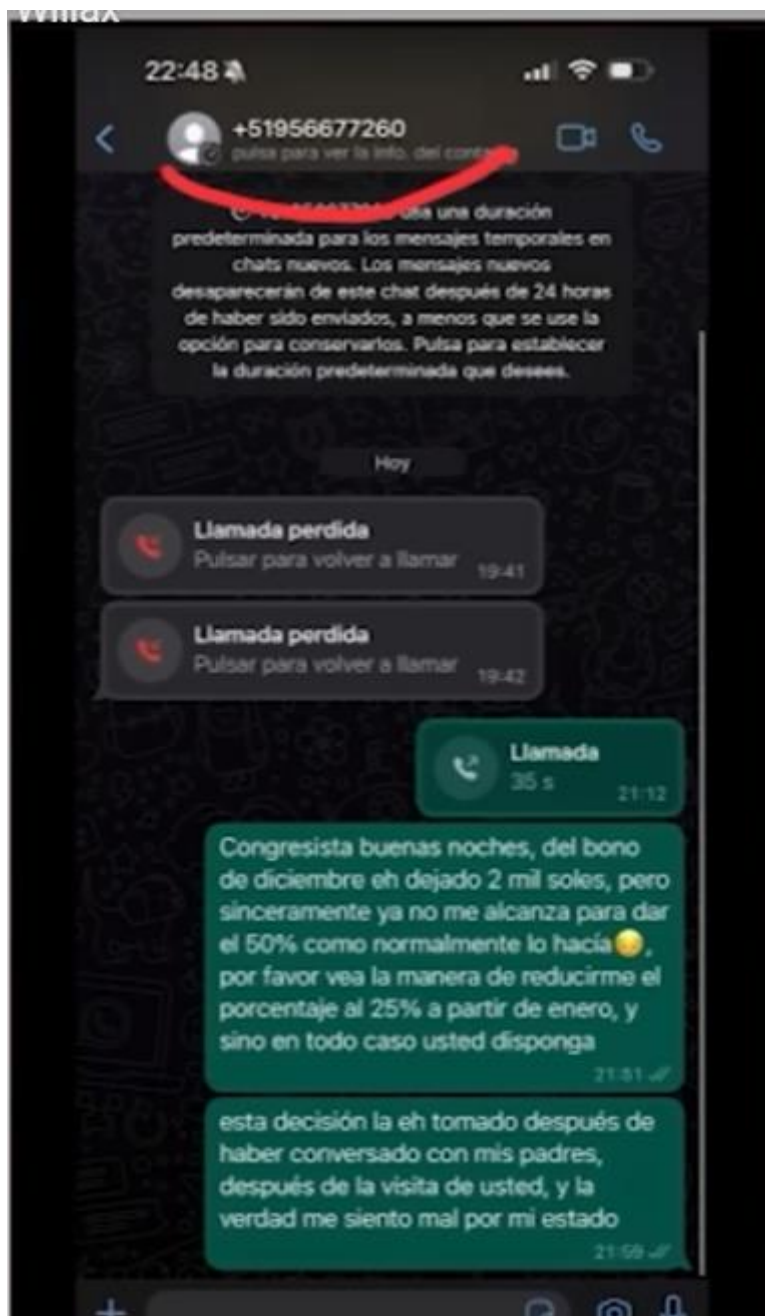 Willax
22:48
+51956677260
pulsa para ver la info. del
usa una duración
predeterminada para los mensajes temporales en
chats nuevos. Los mensajes nuevos
desaparecerán de este chat después de 24 horas
de haber sido enviados, a menos que se use la
opción para conservarlos. Pulsa para establecer
la duración predeterminada que desees.
Hoy
Llamada perdida
Pulsar para volver a llamar 19:41
Llamada perdida
Pulsar para volver a llamar 19:42
Llamada
35 s 21:12
Congresista buenas noches, del bono
de diciembre eh dejado 2 mil soles, pero
sinceramente ya no me alcanza para dar
el 50% como normalmente lo hacía😔,
por favor vea la manera de reducirme el
porcentaje al 25% a partir de enero, y
sino en todo caso usted disponga
21:51
esta decisión la eh tomado después de
haber conversado con mis padres,
después de la visita de usted, y la
verdad me siento mal por mi estado
21:59